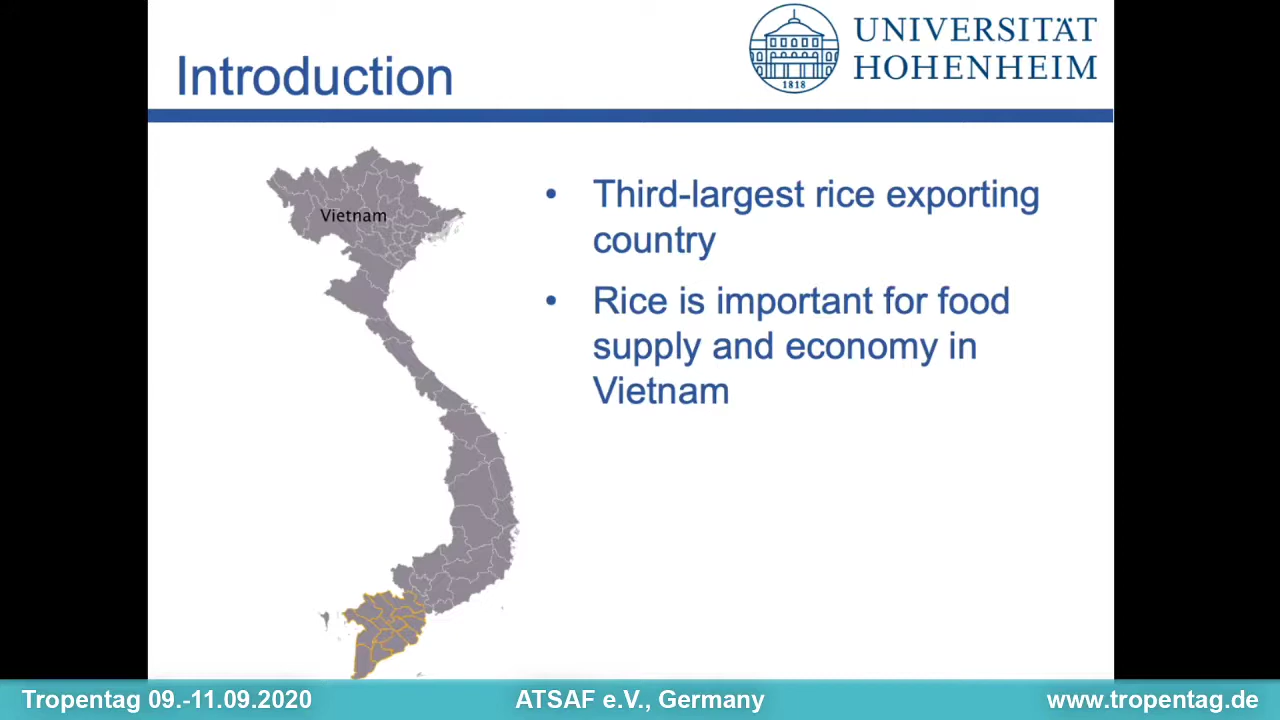 Introduction
UNIVERSITÄT
HOHENHEIM
1818
Vietnam
• Third-largest rice exporting
country
• Rice is important for food
supply and economy in
Vietnam
Tropentag 09.-11.09.2020
ATSAF e.V., Germany
www.tropentag.de